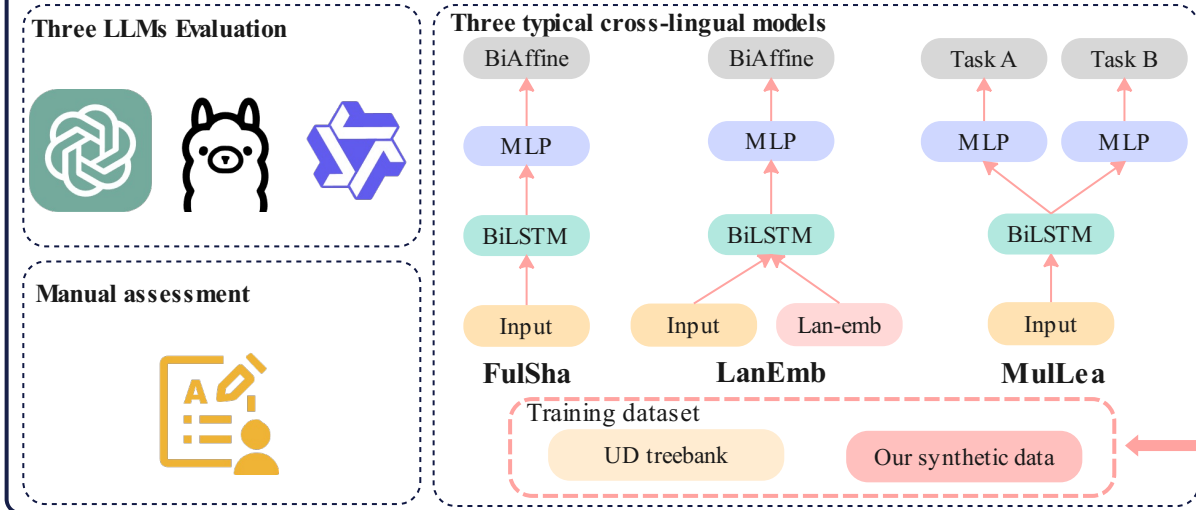 Three LLMs Evaluation
Manual assessment
A
Three typical cross-lingual models
BiAffine
MLP
BiLSTM
Input
FulSha
BiAffine
MLP
BiLSTM
Input
Lan-emb
LanEmb
Task A
Task B
MLP
MLP
BiLSTM
Input
MulLea
Training dataset
UD treebank
Our synthetic data